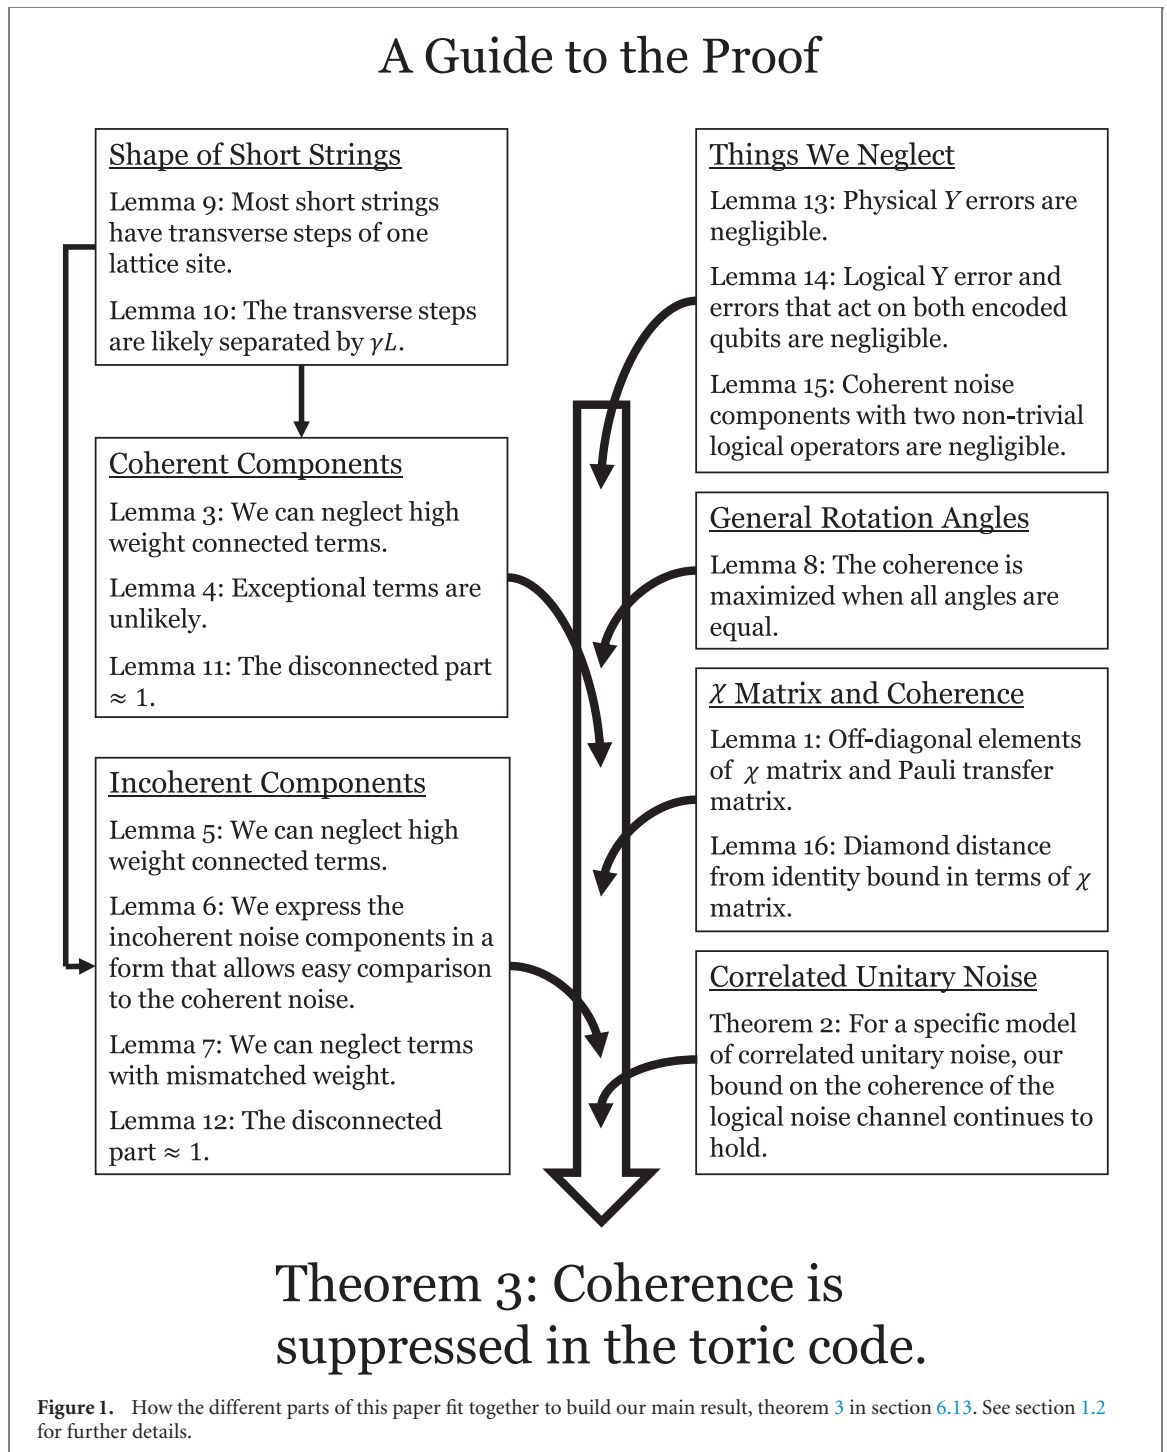 A Guide to the Proof
Shape of Short Strings
Lemma 9: Most short strings
have transverse steps of one
lattice site.
Lemma 10: The transverse steps
are likely separated by γL.
Coherent Components
Lemma 3: We can neglect high
weight connected terms.
Lemma 4: Exceptional terms are
unlikely.
Lemma 11: The disconnected part
≈ 1.
Incoherent Components
Lemma 5: We can neglect high
weight connected terms.
Lemma 6: We express the
incoherent noise components in a
form that allows easy comparison
to the coherent noise.
Lemma 7: We can neglect terms
with mismatched weight.
Lemma 12: The disconnected
part ≈ 1.
Things We Neglect
Lemma 13: Physical Y errors are
negligible.
Lemma 14: Logical Y error and
errors that act on both encoded
qubits are negligible.
Lemma 15: Coherent noise
components with two non-trivial
logical operators are negligible.
General Rotation Angles
Lemma 8: The coherence is
maximized when all angles are
equal.
χ Matrix and Coherence
Lemma 1: Off-diagonal elements
of χ matrix and Pauli transfer
matrix.
Lemma 16: Diamond distance
from identity bound in terms of χ
matrix.
Correlated Unitary Noise
Theorem 2: For a specific model
of correlated unitary noise, our
bound on the coherence of the
logical noise channel continues to
hold.
Theorem 3: Coherence is
suppressed in the toric code.
Figure 1. How the different parts of this paper fit together to build our main result, theorem 3 in section 6.13. See section 1.2
for further details.